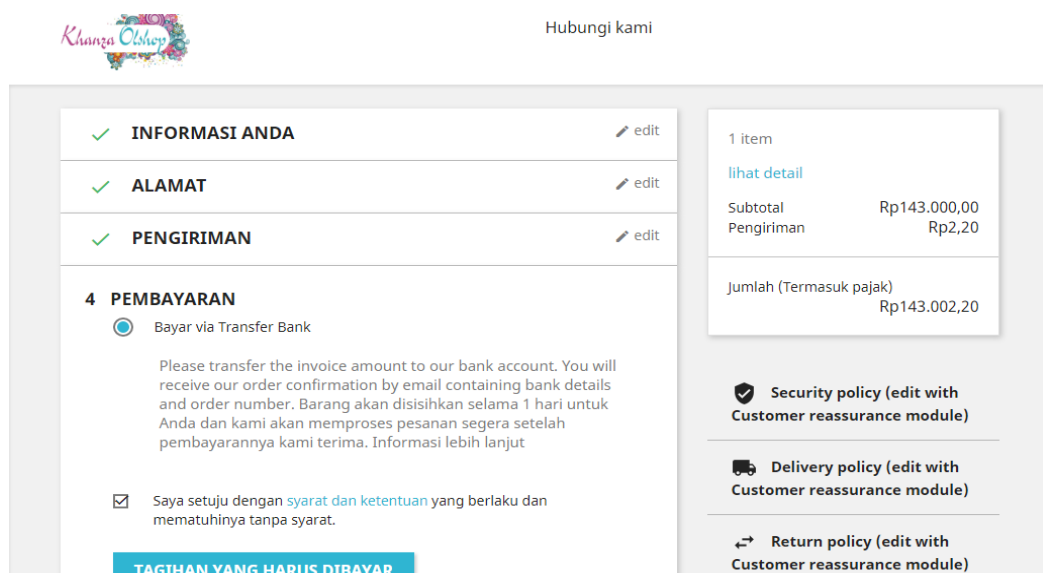 Khanza Olshop
Hubungi kami
INFORMASI ANDA
edit
ALAMAT
edit
PENGIRIMAN
edit
4 PEMBAYARAN
Bayar via Transfer Bank
Please transfer the invoice amount to our bank account. You will
receive our order confirmation by email containing bank details
and order number. Barang akan disisihkan selama 1 hari untuk
Anda dan kami akan memproses pesanan segera setelah
pembayarannya kami terima. Informasi lebih lanjut
Saya setuju dengan syarat dan ketentuan yang berlaku dan
mematuhinya tanpa syarat.
TAGIHAN YANG HARUS DIBAYAR
1 item
lihat detail
Subtotal Rp143.000,00
Pengiriman Rp2,20
Jumlah (Termasuk pajak)
Rp143.002,20
Security policy (edit with
Customer reassurance module)
Delivery policy (edit with
Customer reassurance module)
Return policy (edit with
Customer reassurance module)